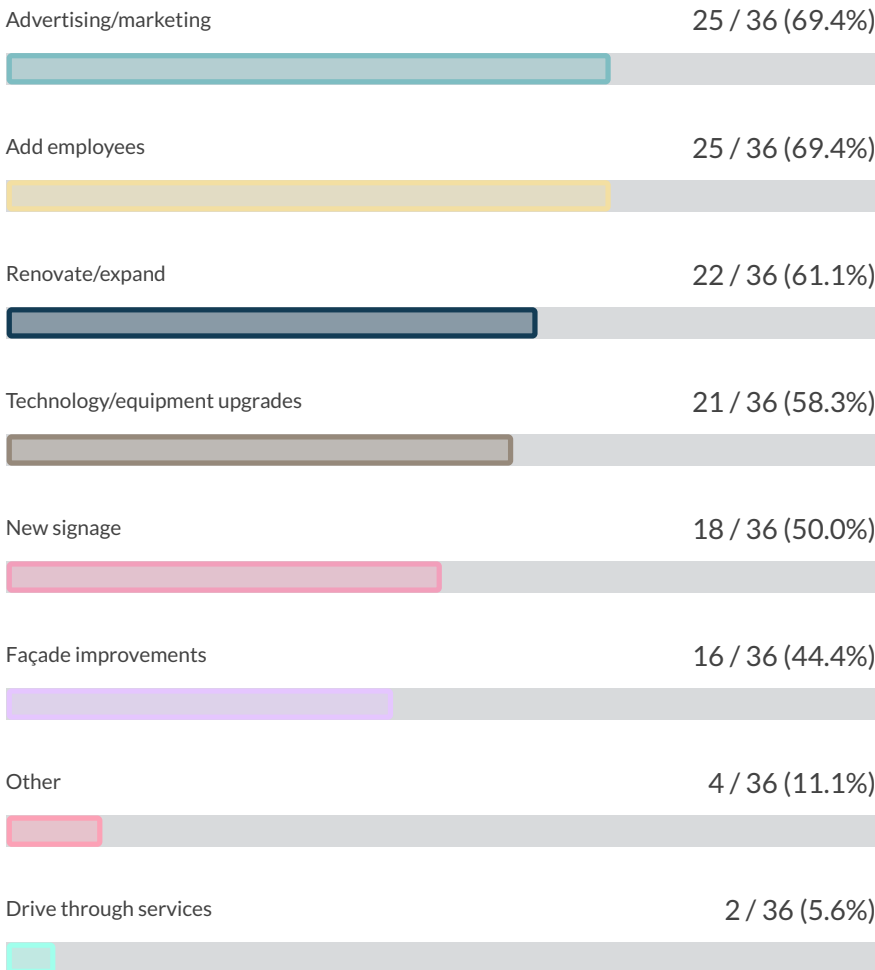 Advertising/marketing 25 / 36 (69.4%)
Add employees 25 / 36 (69.4%)
Renovate/expand 22 / 36 (61.1%)
Technology/equipment upgrades 21 / 36 (58.3%)
New signage 18 / 36 (50.0%)
Façade improvements 16 / 36 (44.4%)
Other 4 / 36 (11.1%)
Drive through services 2 / 36 (5.6%)